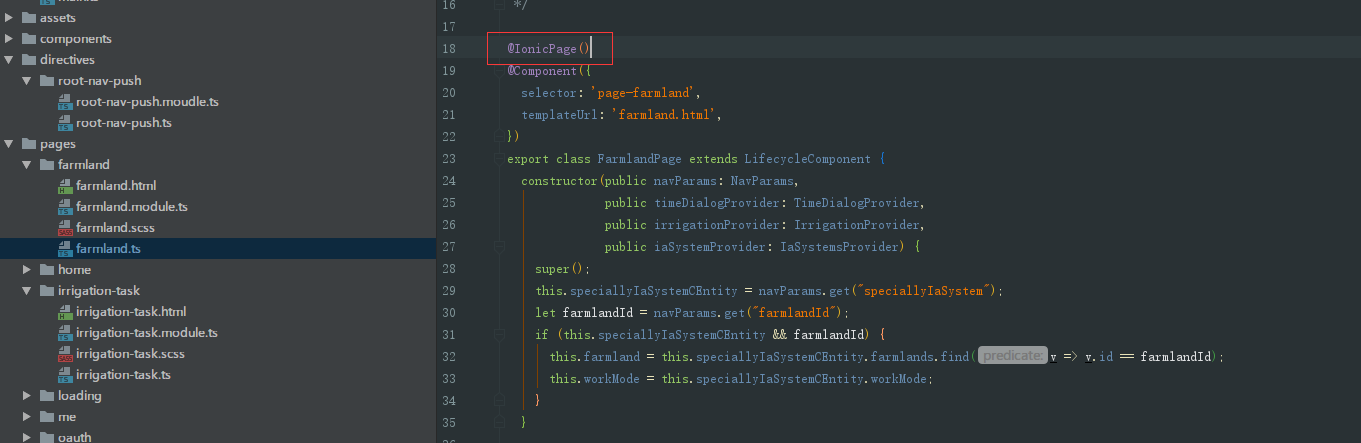 assets
components
directives
root-nav-push
root-nav-push.moudle.ts
root-nav-push.ts
pages
farmland
farmland.html
farmland.module.ts
farmland.scss
farmland.ts
home
irrigation-task
irrigation-task.html
irrigation-task.module.ts
irrigation-task.scss
irrigation-task.ts
loading
me
oauth
16 */
17
18 @IonicPage()
19 @Component({
20 selector: 'page-farmland',
21 templateUrl: 'farmland.html',
22 })
23 export class FarmlandPage extends LifecycleComponent {
24 constructor(public navParams: NavParams,
25 public timeDialogProvider: TimeDialogProvider,
26 public irrigationProvider: IrrigationProvider,
27 public iaSystemProvider: IaSystemsProvider) {
28 super();
29 this.speciallyIaSystemCEntity = navParams.get("speciallyIaSystem");
30 let farmlandId = navParams.get("farmlandId");
31 if (this.speciallyIaSystemCEntity && farmlandId) {
32 this.farmland = this.speciallyIaSystemCEntity.farmlands.find( predicate: v => v.id == farmlandId);
33 this.workMode = this.speciallyIaSystemCEntity.workMode;
34 }
35 }